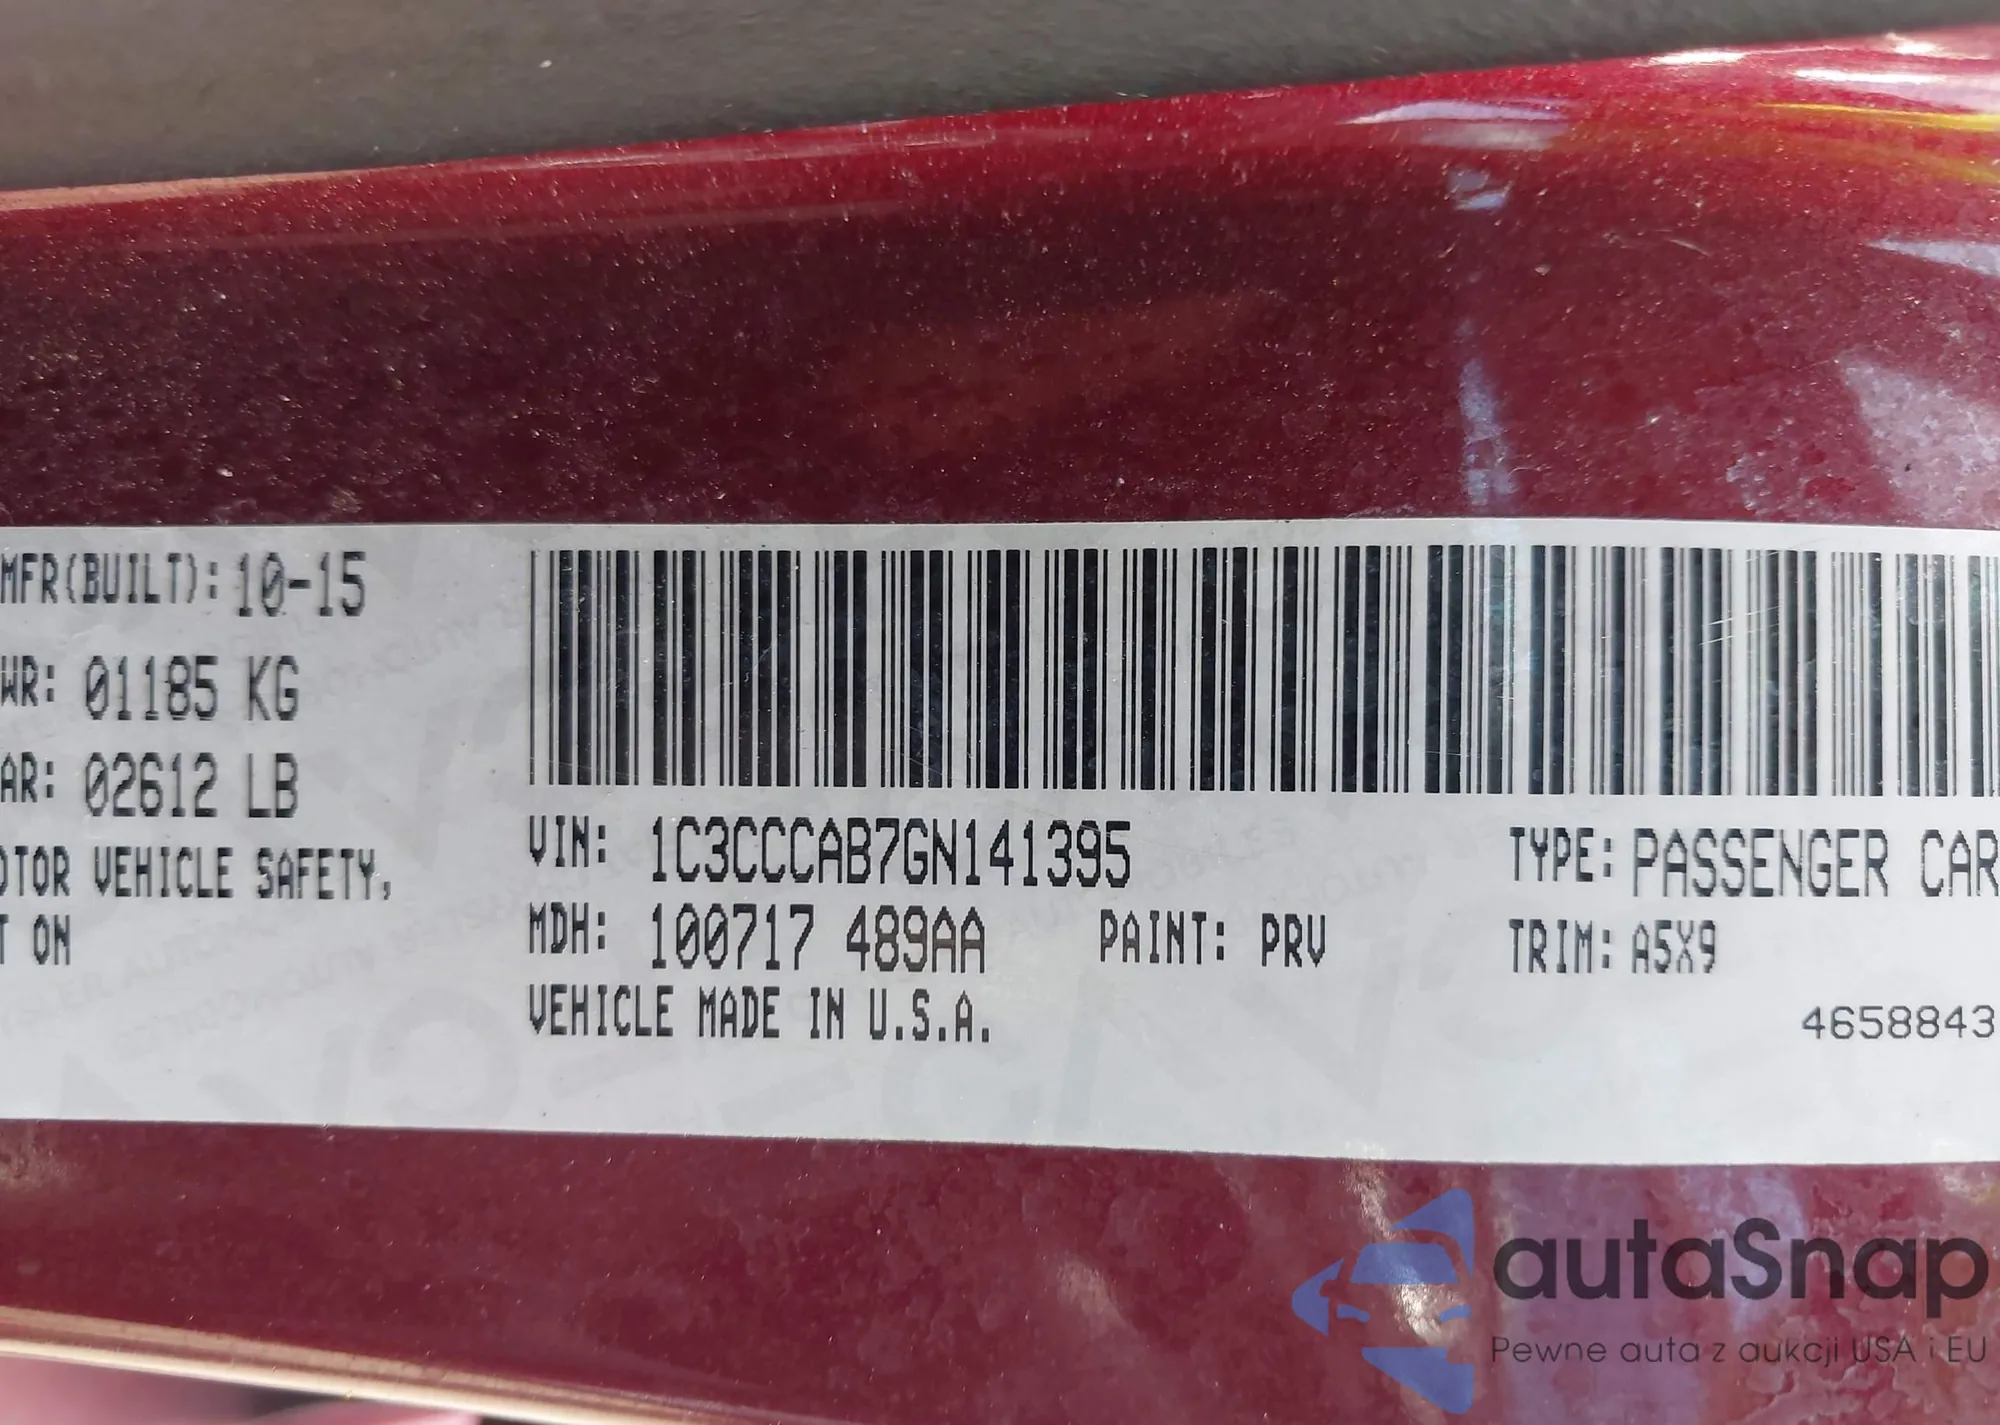 MFR(BUILT): 10-15
WR: 01185 KG
AR: 02612 LB
OTOR VEHICLE SAFETY,
T ON
VIN: 1C3CCCAB7GN141395
TYPE: PASSENGER CAR
MDH: 100717 489AA PAINT: PRV
TRIM: A5X9
VEHICLE MADE IN U.S.A.
4658843
autaSnap
Pewne auta z aukcji USA i EU